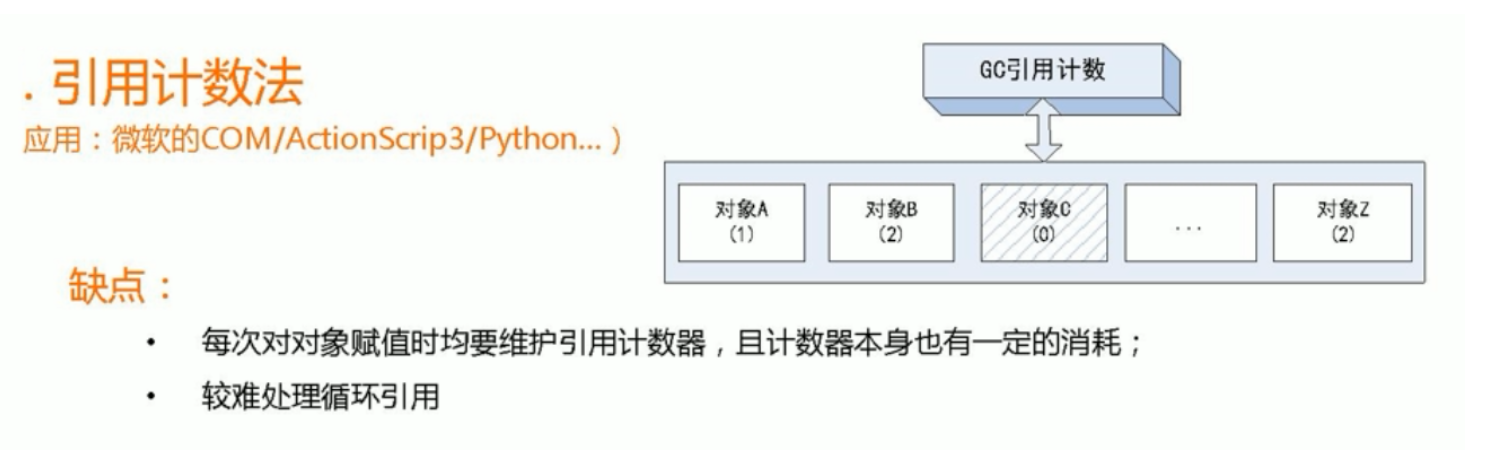 . 引用计数法
应用：微软的COM/ActionScrip3/Python...）
GC引用计数
对象A
(1)
对象B
(2)
对象C
(0)
...
对象Z
(2)
缺点：
• 每次对对象赋值时均要维护引用计数器，且计数器本身也有一定的消耗；
• 较难处理循环引用